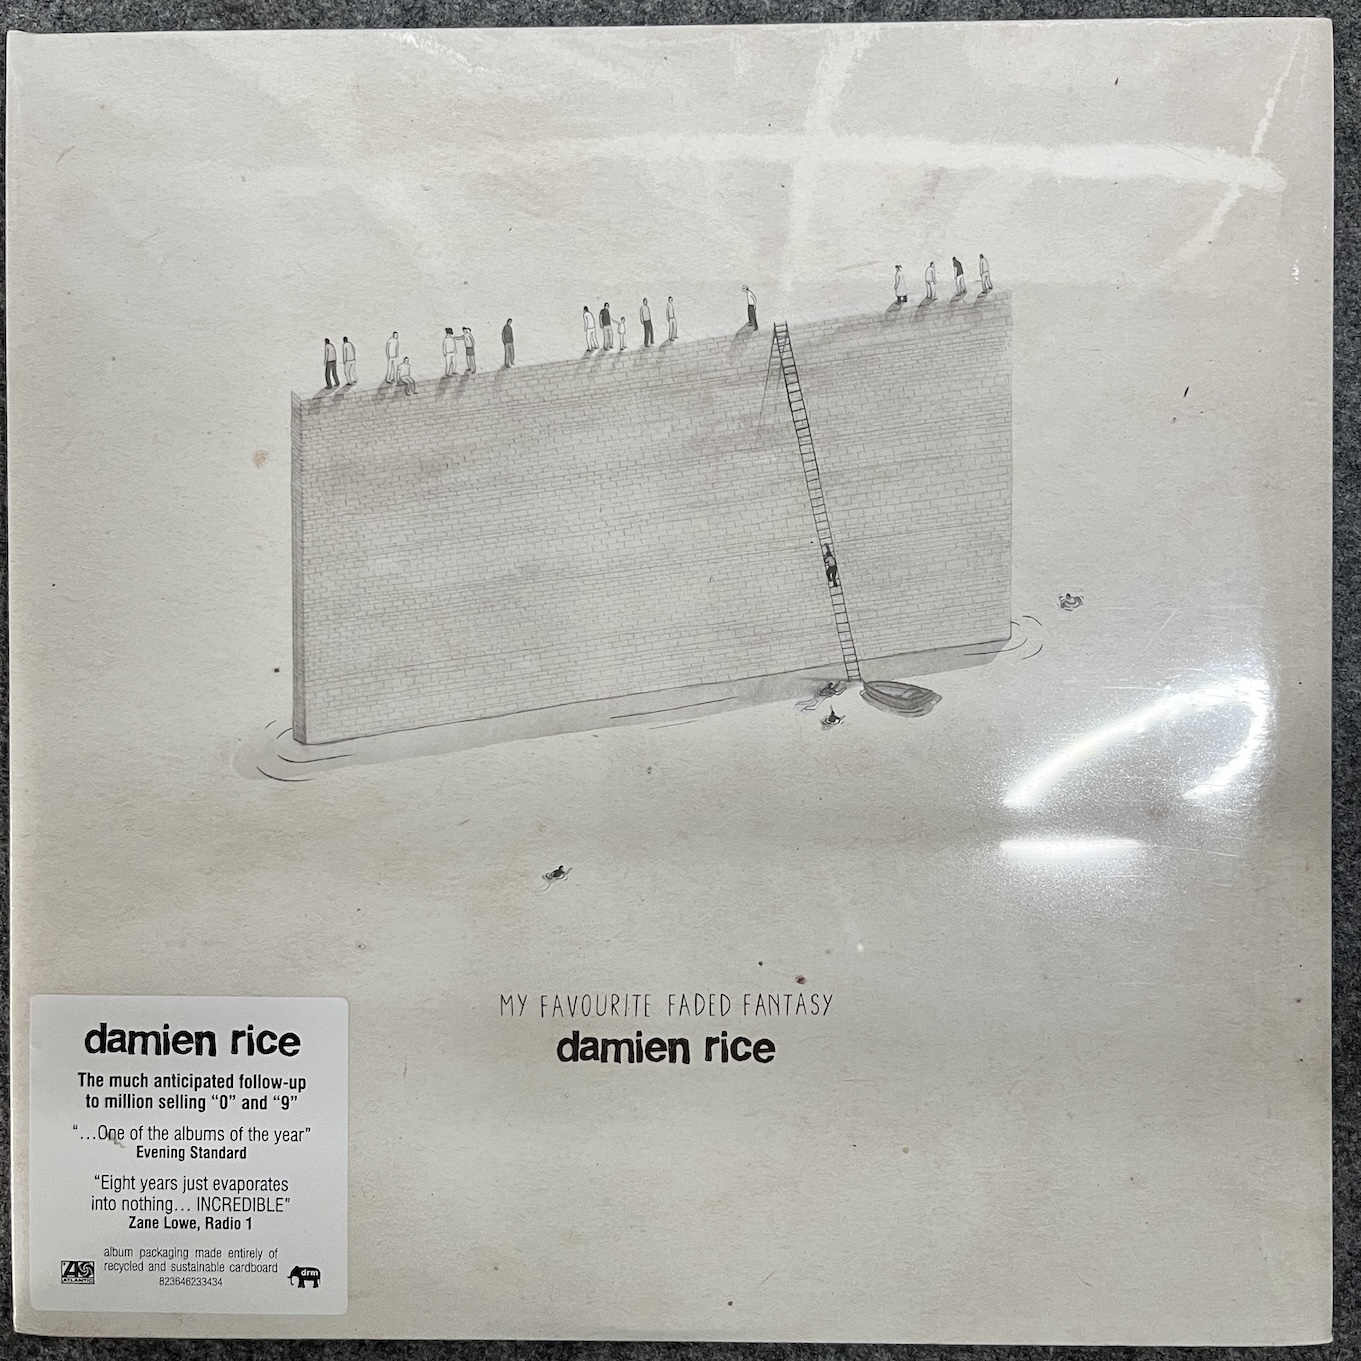 MY FAVOURITE FADED FANTASY
damien rice
damien rice
The much anticipated follow-up
to million selling “0” and “9”
“...One of the albums of the year”
Evening Standard
“Eight years just evaporates
into nothing... INCREDIBLE”
Zane Lowe, Radio 1
album packaging made entirely of
recycled and sustainable cardboard
823646233434
ATLANTIC
drm